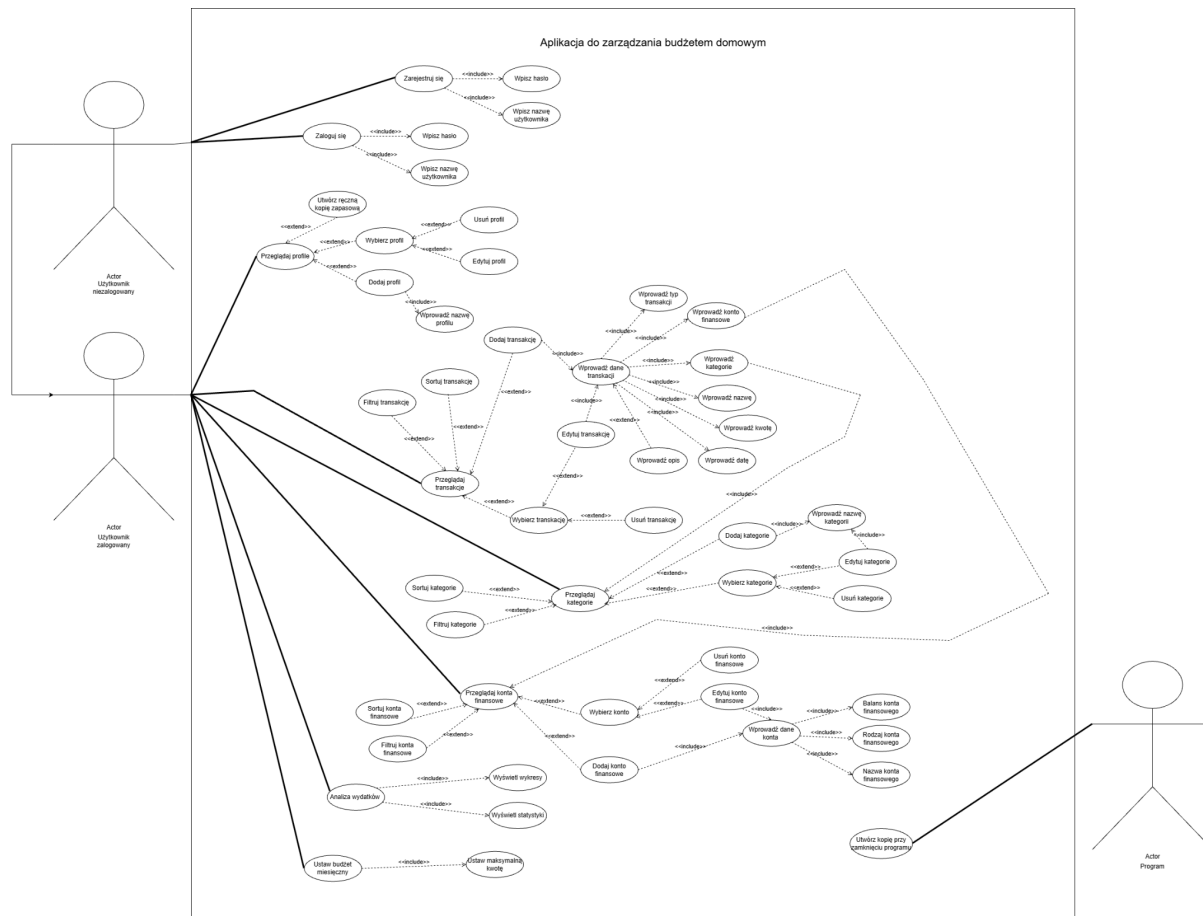 Aplikacja do zarządzania budżetem domowym
Zarejestruj się
<<include>>
Wpisz hasło
<<include>>
Wpisz nazwę
użytkownika
Zaloguj się
<<include>>
Wpisz hasło
<<include>>
Wpisz nazwę
użytkownika
Actor
Użytkownik
niezalogowany
Utwórz ręczną
kopię zapasową
<<extend>>
Przeglądaj profile
<<extend>>
Wybierz profil
<<extend>>
Usuń profil
<<extend>>
Edytuj profil
<<extend>>
Dodaj profil
<<include>>
Wprowadź nazwę
profilu
Actor
Użytkownik
zalogowany
Dodaj transakcję
<<include>>
Wprowadź dane
transkacji
<<include>>
Wprowadź typ
transakcji
<<include>>
Wprowadź konto
finansowe
<<include>>
Wprowadź
kategorie
<<include>>
Wprowadź nazwę
<<include>>
Wprowadź kwotę
<<include>>
Wprowadź datę
<<extend>>
Wprowadź opis
<<include>>
Edytuj transakcję
<<extend>>
Sortuj transakcję
<<extend>>
Filtruj transakcję
<<extend>>
<<extend>>
Przeglądaj
transakcje
<<extend>>
Wybierz transkację
<<extend>>
Usuń transakcję
<<include>>
Przeglądaj
kategorie
Sortuj kategorie
<<extend>>
Filtruj kategorie
<<extend>>
<<extend>>
Dodaj kategorie
<<include>>
Wprowadź nazwę
kategorii
<<include>>
<<extend>>
Wybierz kategorie
<<extend>>
Edytuj kategorie
<<extend>>
Usuń kategorie
<<include>>
Przeglądaj konta
finansowe
Sortuj konta
finansowe
<<extend>>
Filtruj konta
finansowe
<<extend>>
<<extend>>
Wybierz konto
<<extend>>
Usuń konto
finansowe
<<extend>>
Edytuj konto
finansowe
<<include>>
<<extend>>
Dodaj konto
finansowe
<<include>>
Wprowadź dane
konta
<<include>>
Balans konta
finansowego
<<include>>
Rodzaj konta
finansowego
<<include>>
Nazwa konta
finansowego
Analiza wydatków
<<include>>
Wyświetl wykresy
<<include>>
Wyświetl statystyki
Ustaw budżet
miesięczny
<<include>>
Ustaw maksymalną
kwotę
Utwórz kopię przy
zamknięciu programu
Actor
Program